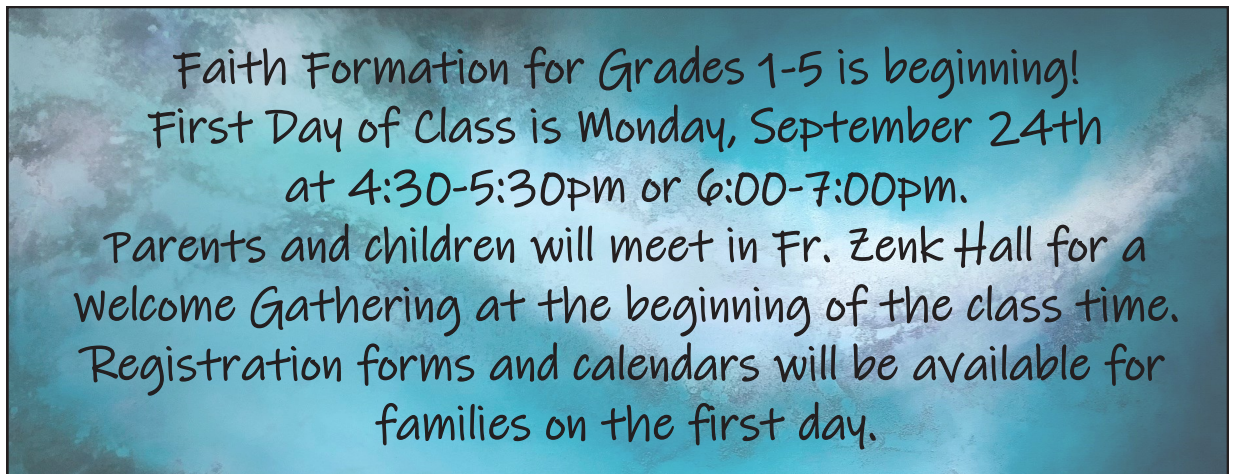 Faith Formation for Grades 1-5 is beginning!
First Day of Class is Monday, September 24th
at 4:30-5:30pm or 6:00-7:00pm.
Parents and children will meet in Fr. Zenk Hall for a
Welcome Gathering at the beginning of the class time.
Registration forms and calendars will be available for
families on the first day.